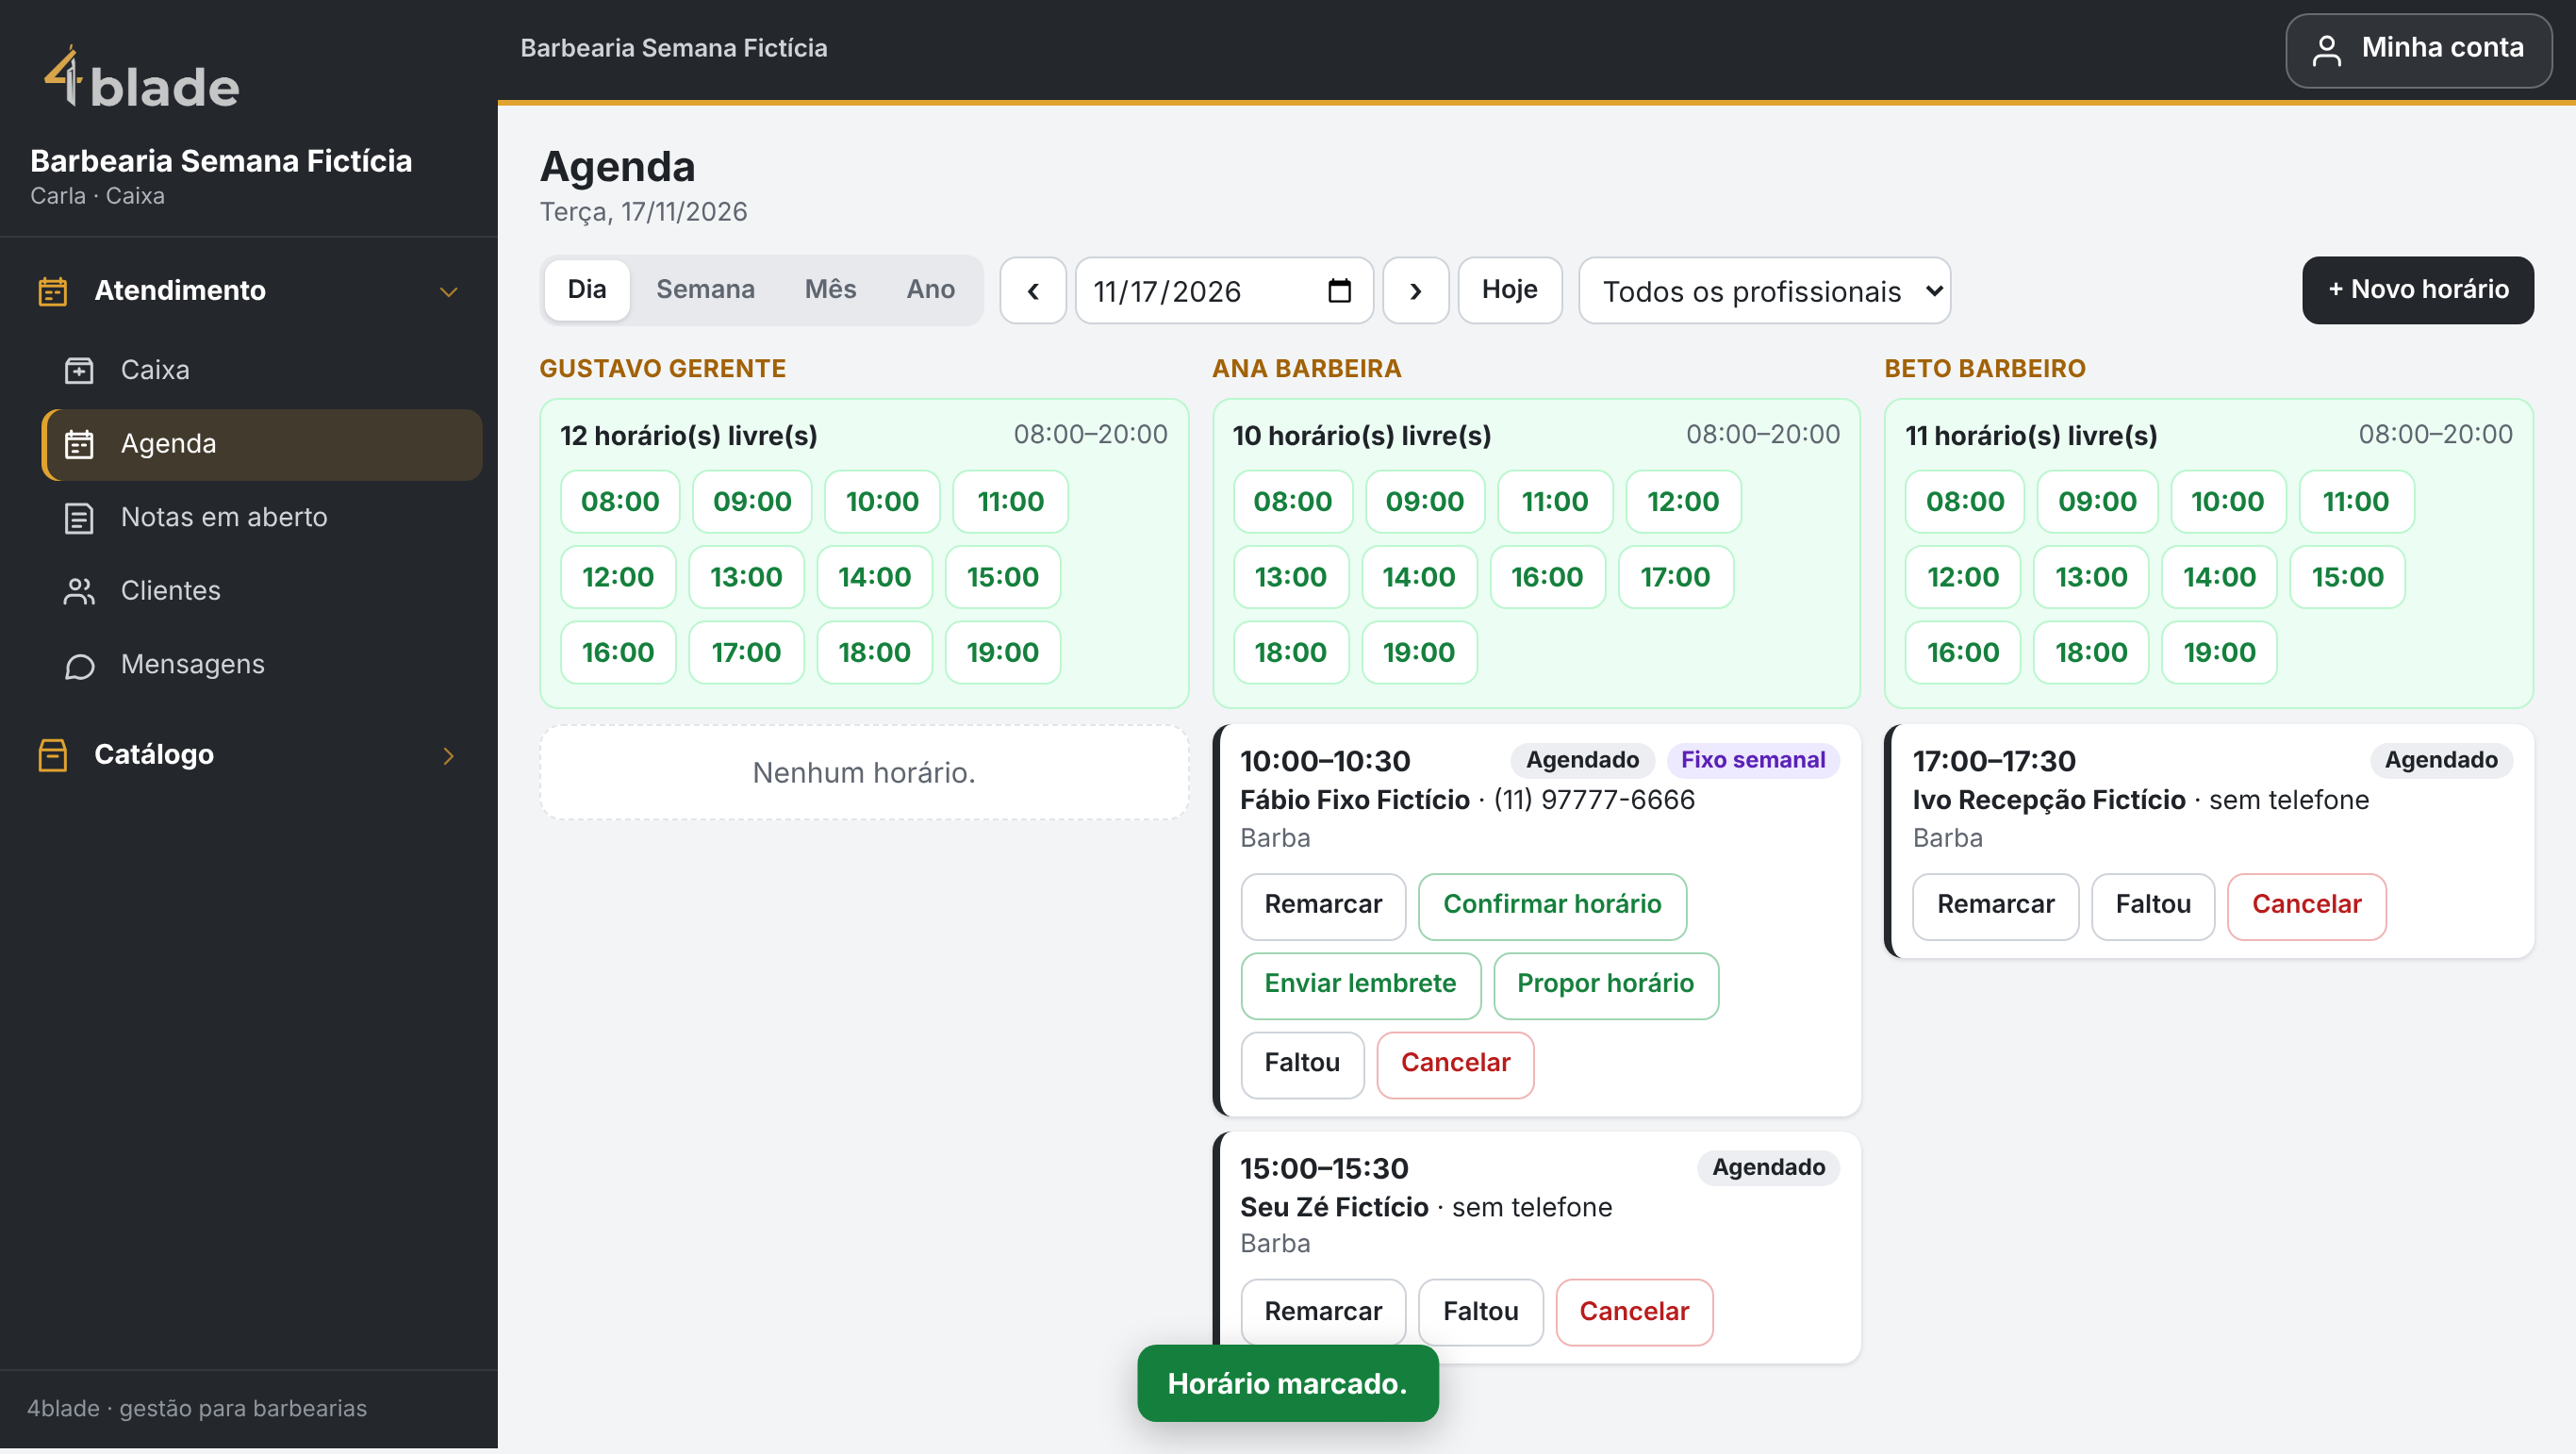 4blade
Barbearia Semana Fictícia
Carla · Caixa
Atendimento
Caixa
Agenda
Notas em aberto
Clientes
Mensagens
Catálogo
4blade · gestão para barbearias
Barbearia Semana Fictícia
Minha conta
Agenda
Terça, 17/11/2026
Dia Semana Mês Ano ‹ 11/17/2026 › Hoje Todos os profissionais + Novo horário
GUSTAVO GERENTE
12 horário(s) livre(s) 08:00–20:00
08:00 09:00 10:00 11:00
12:00 13:00 14:00 15:00
16:00 17:00 18:00 19:00
Nenhum horário.
ANA BARBEIRA
10 horário(s) livre(s) 08:00–20:00
08:00 09:00 11:00 12:00
13:00 14:00 16:00 17:00
18:00 19:00
10:00–10:30 Agendado Fixo semanal
Fábio Fixo Fictício · (11) 97777-6666
Barba
Remarcar Confirmar horário
Enviar lembrete Propor horário
Faltou Cancelar
15:00–15:30 Agendado
Seu Zé Fictício · sem telefone
Barba
Remarcar Faltou Cancelar
BETO BARBEIRO
11 horário(s) livre(s) 08:00–20:00
08:00 09:00 10:00 11:00
12:00 13:00 14:00 15:00
16:00 18:00 19:00
17:00–17:30 Agendado
Ivo Recepção Fictício · sem telefone
Barba
Remarcar Faltou Cancelar
Horário marcado.